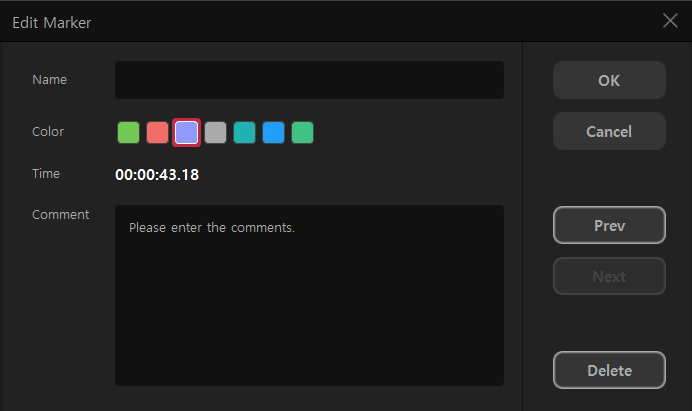 Edit Marker
Name
OK
Color
Cancel
Time 00:00:43.18
Comment
Please enter the comments.
Prev
Next
Delete